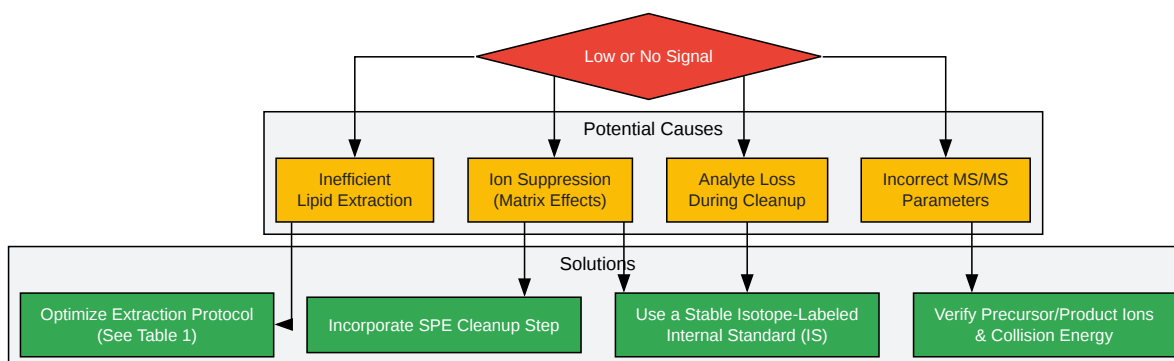 Low or No Signal
Potential Causes
Inefficient
Lipid Extraction
Ion Suppression
(Matrix Effects)
Analyte Loss
During Cleanup
Incorrect MS/MS
Parameters
Solutions
Optimize Extraction Protocol
(See Table 1)
Incorporate SPE Cleanup Step
Use a Stable Isotope-Labeled
Internal Standard (IS)
Verify Precursor/Product Ions
& Collision Energy